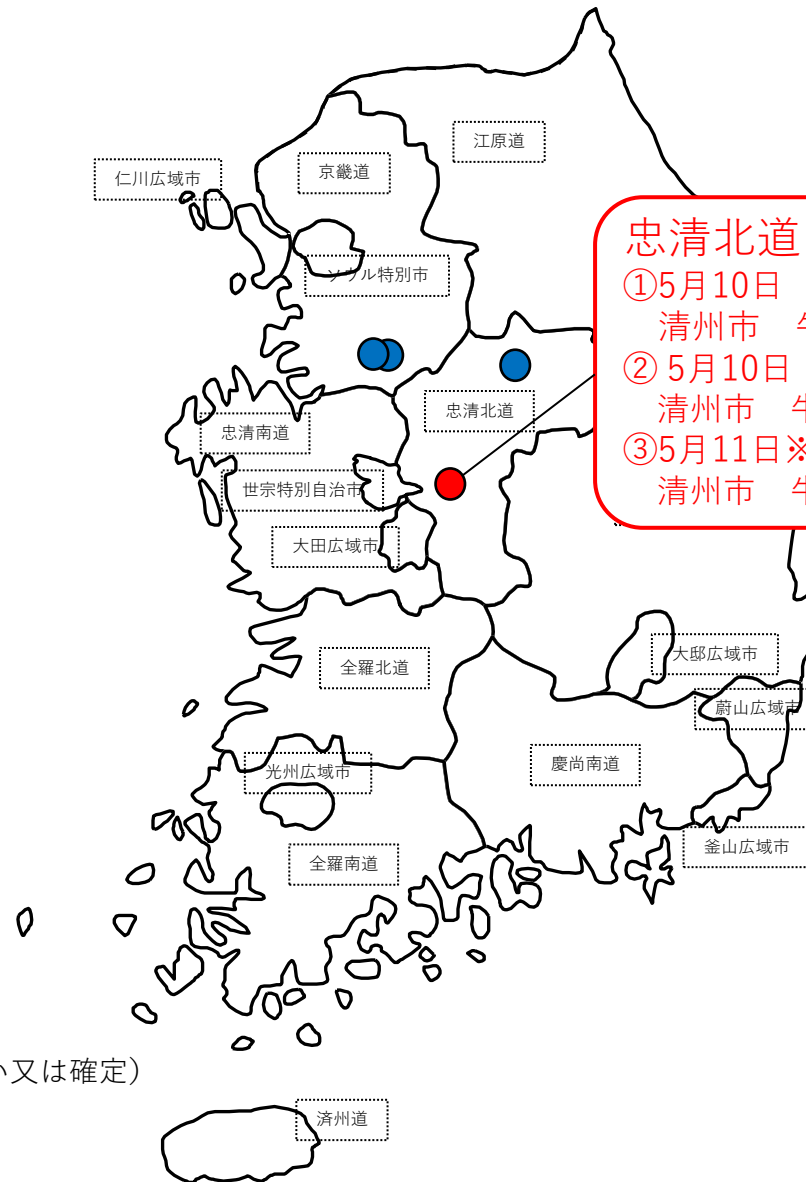 江原道
京畿道
仁川広域市
ソウル特別市
忠清北道
①5月10日
清州市 牛
② 5月10日
清州市 牛
③5月11日※
清州市 牛
忠清北道
忠清南道
世宗特別自治市
大田広域市
全羅北道
大邸広域市
蔚山広域市
慶尚南道
光州広域市
釜山広域市
全羅南道
い又は確定）
済州道